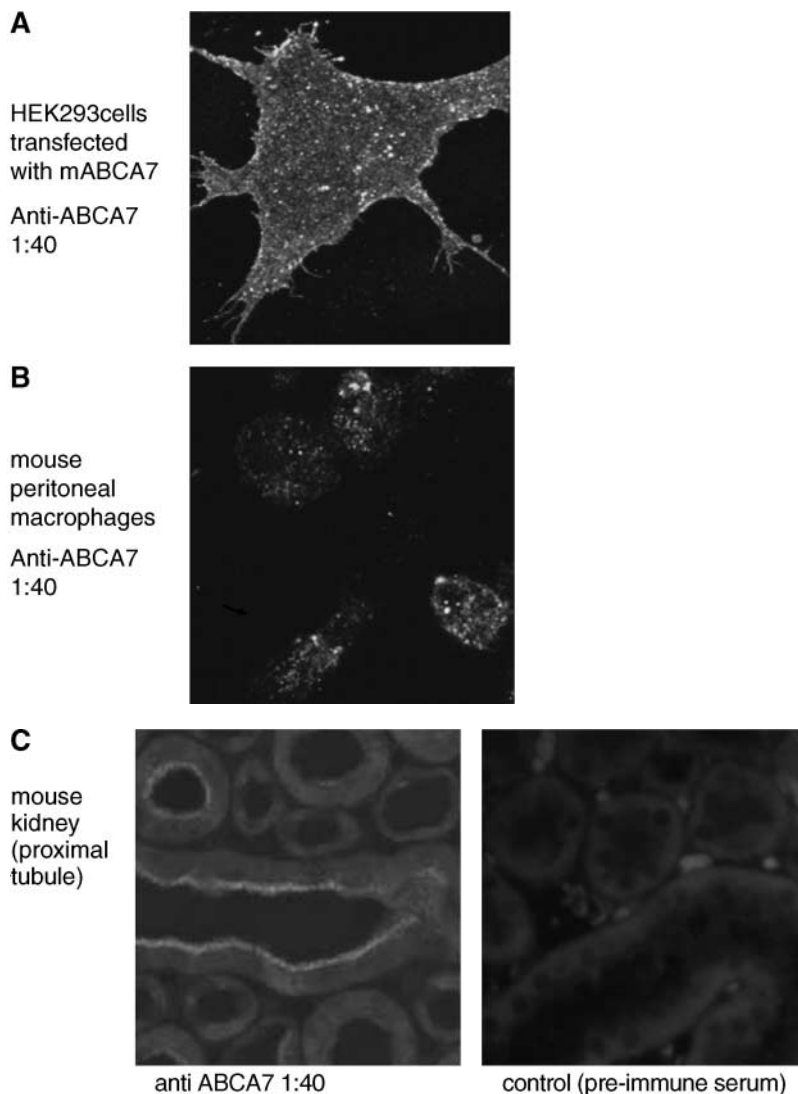 A
HEK293cells
transfected
with mABCA7
Anti-ABCA7
1:40
B
mouse
peritoneal
macrophages
Anti-ABCA7
1:40
C
mouse
kidney
(proximal
tubule)
anti ABCA7 1:40
control (pre-immune serum)